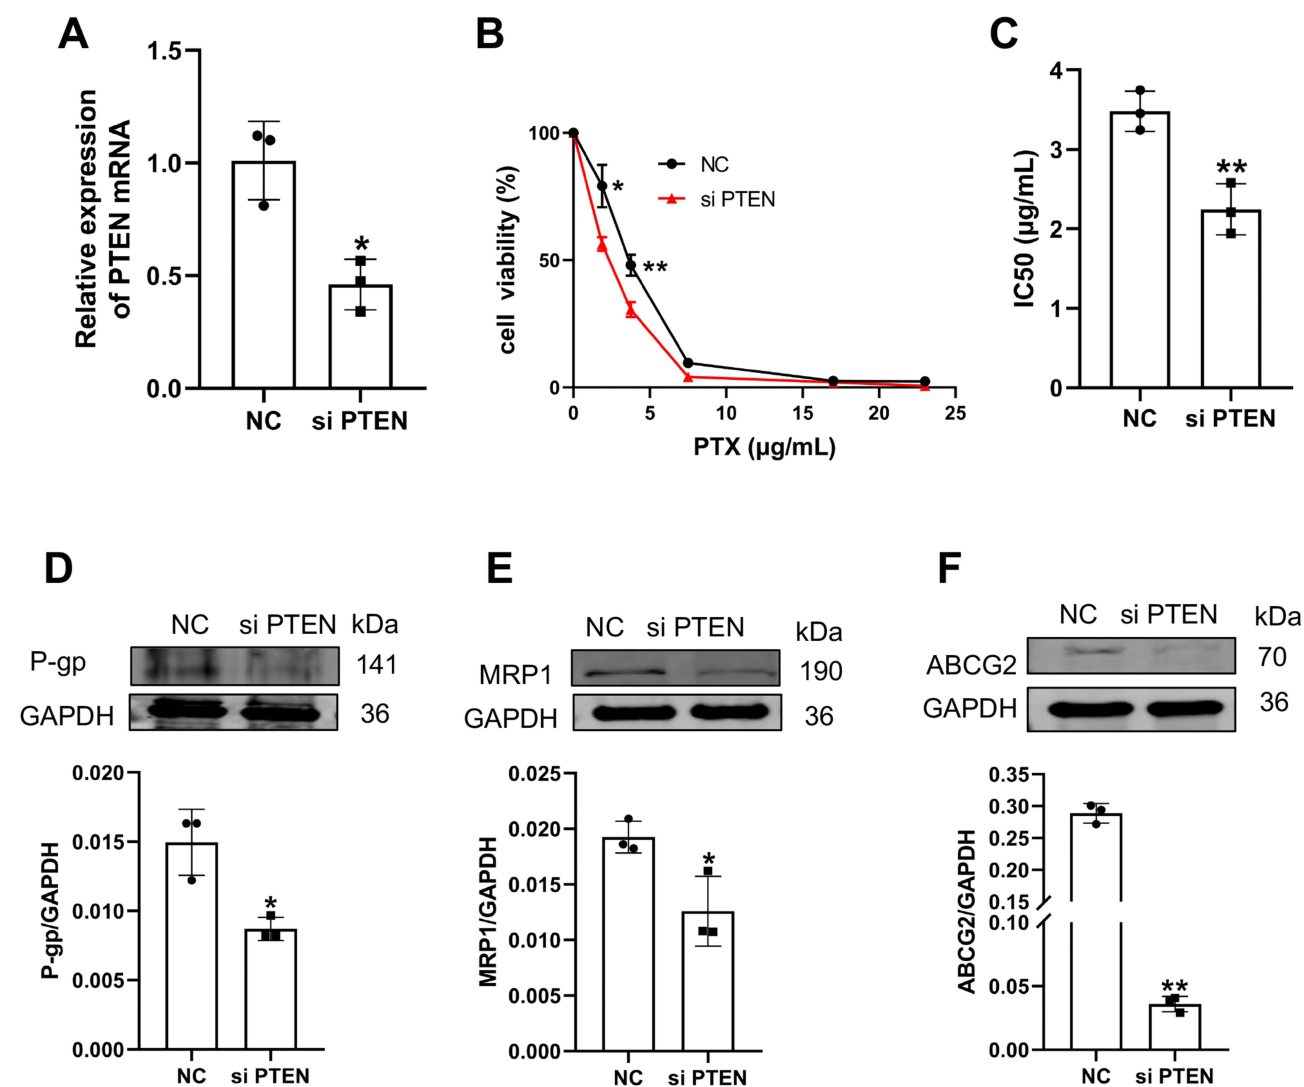 A
Relative expression
of PTEN mRNA
1.5
1.0
0.5
0.0
*
NC
si PTEN
B
cell viability (%)
100
50
0
*
**
NC
si PTEN
0
5
10
15
20
25
PTX (µg/mL)
C
IC50 (µg/mL)
4
3
2
1
0
**
NC
si PTEN
D
NC si PTEN kDa
P-gp 141
GAPDH 36
P-gp/GAPDH
0.020
0.015
0.010
0.005
0.000
*
NC
si PTEN
E
NC si PTEN kDa
MRP1 190
GAPDH 36
MRP1/GAPDH
0.025
0.020
0.015
0.010
0.005
0.000
*
NC
si PTEN
F
NC si PTEN kDa
ABCG2 70
GAPDH 36
ABCG2/GAPDH
0.35
0.30
0.25
0.20
0.15
0.10
0.05
0.00
**
NC
si PTEN